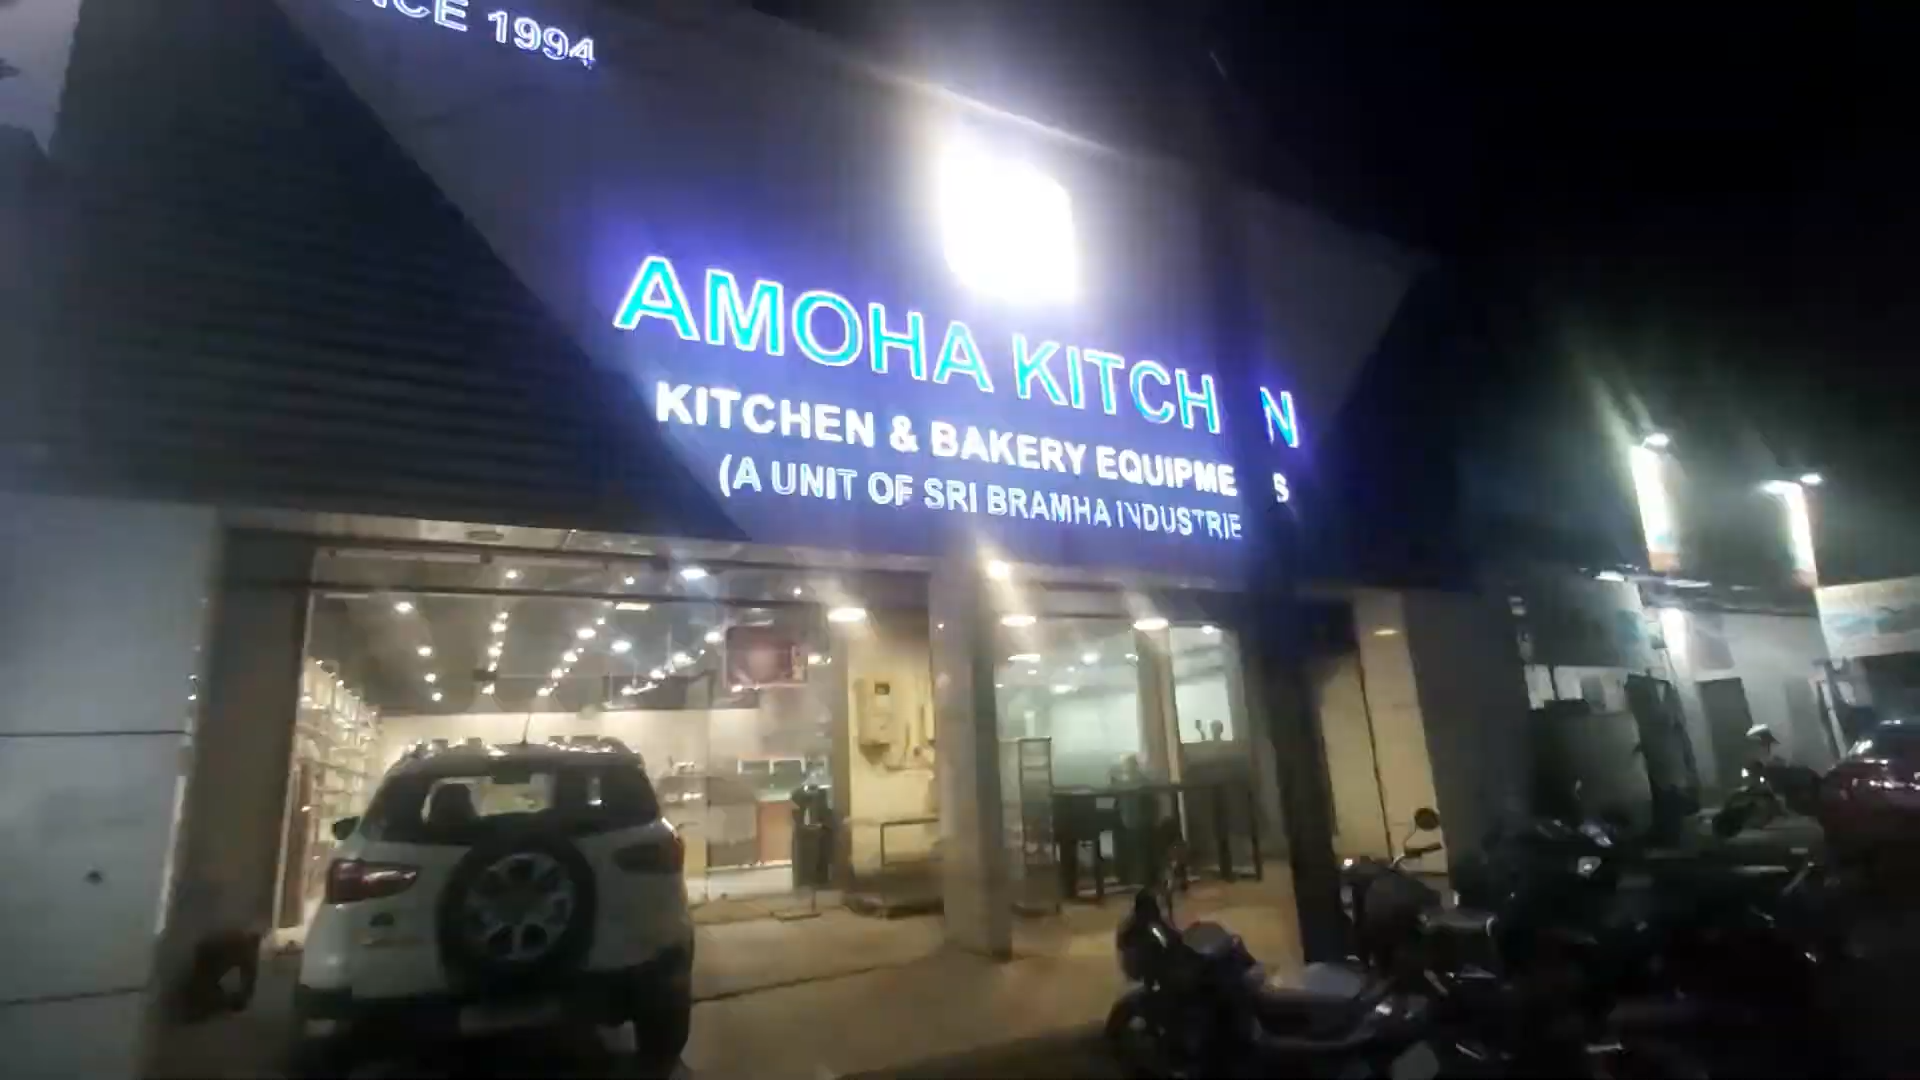 NCE 1994
AMOHA KITCH N
KITCHEN & BAKERY EQUIPME S
(A UNIT OF SRI BRAMHA INDUSTRIE